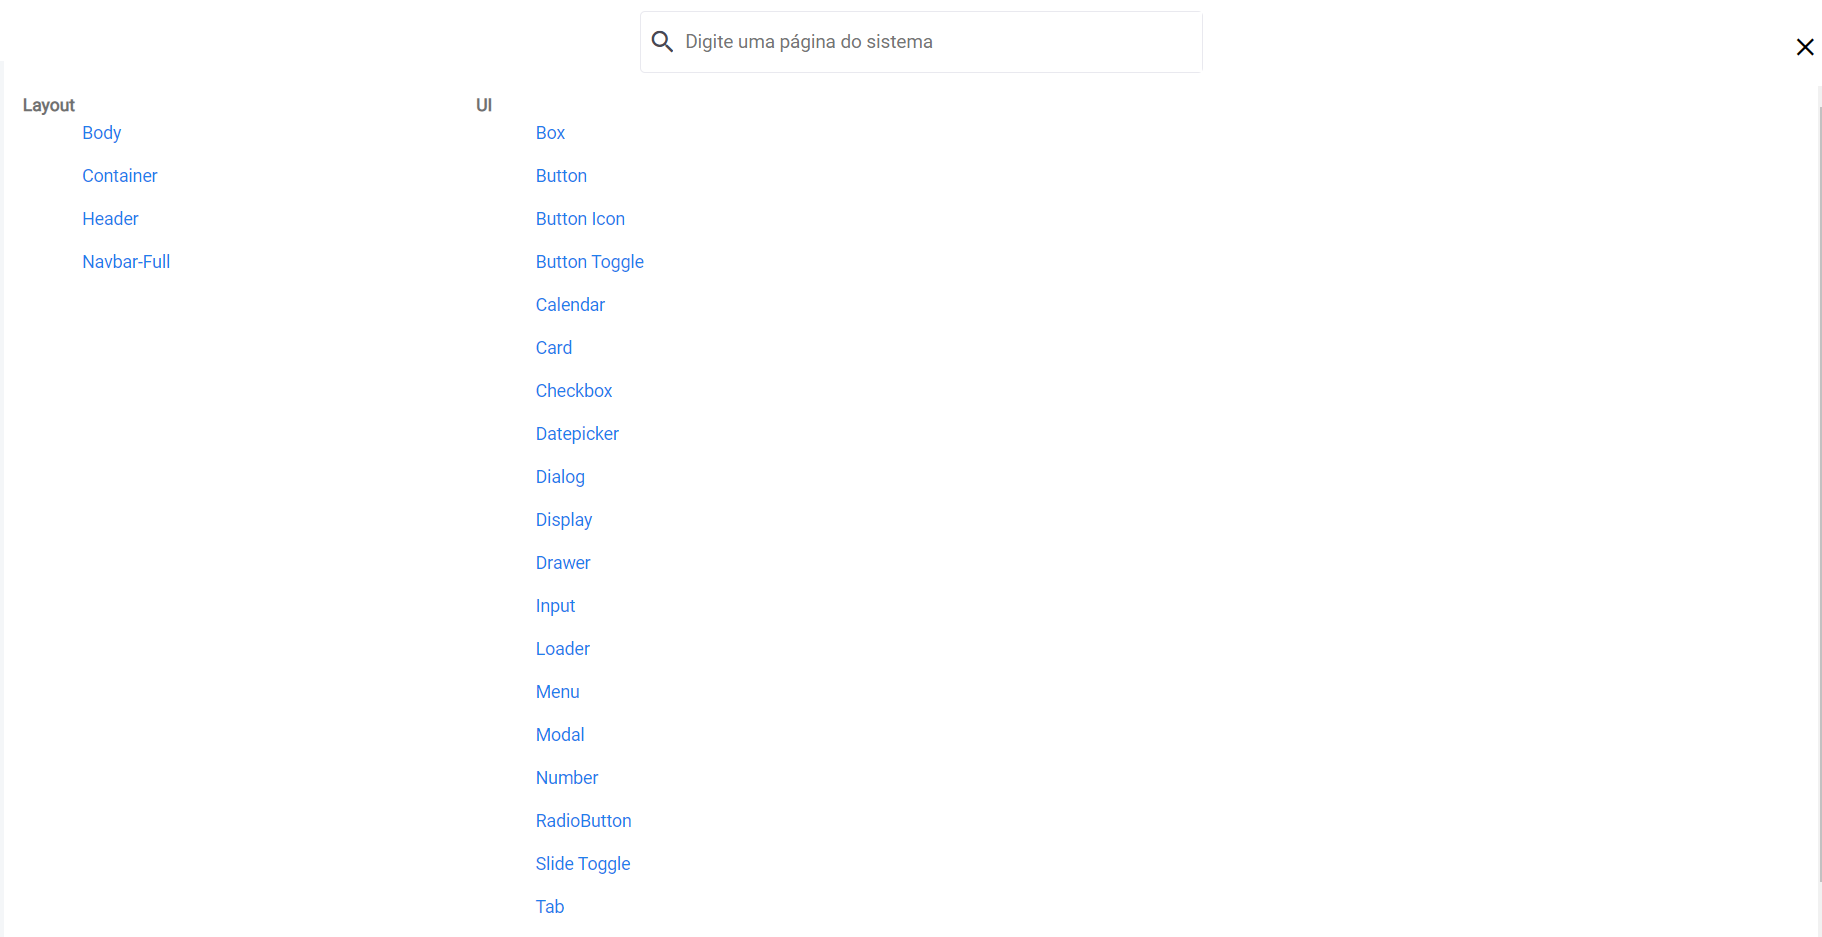 Digite uma página do sistema
Layout
Body
Container
Header
Navbar-Full
UI
Box
Button
Button Icon
Button Toggle
Calendar
Card
Checkbox
Datepicker
Dialog
Display
Drawer
Input
Loader
Menu
Modal
Number
RadioButton
Slide Toggle
Tab